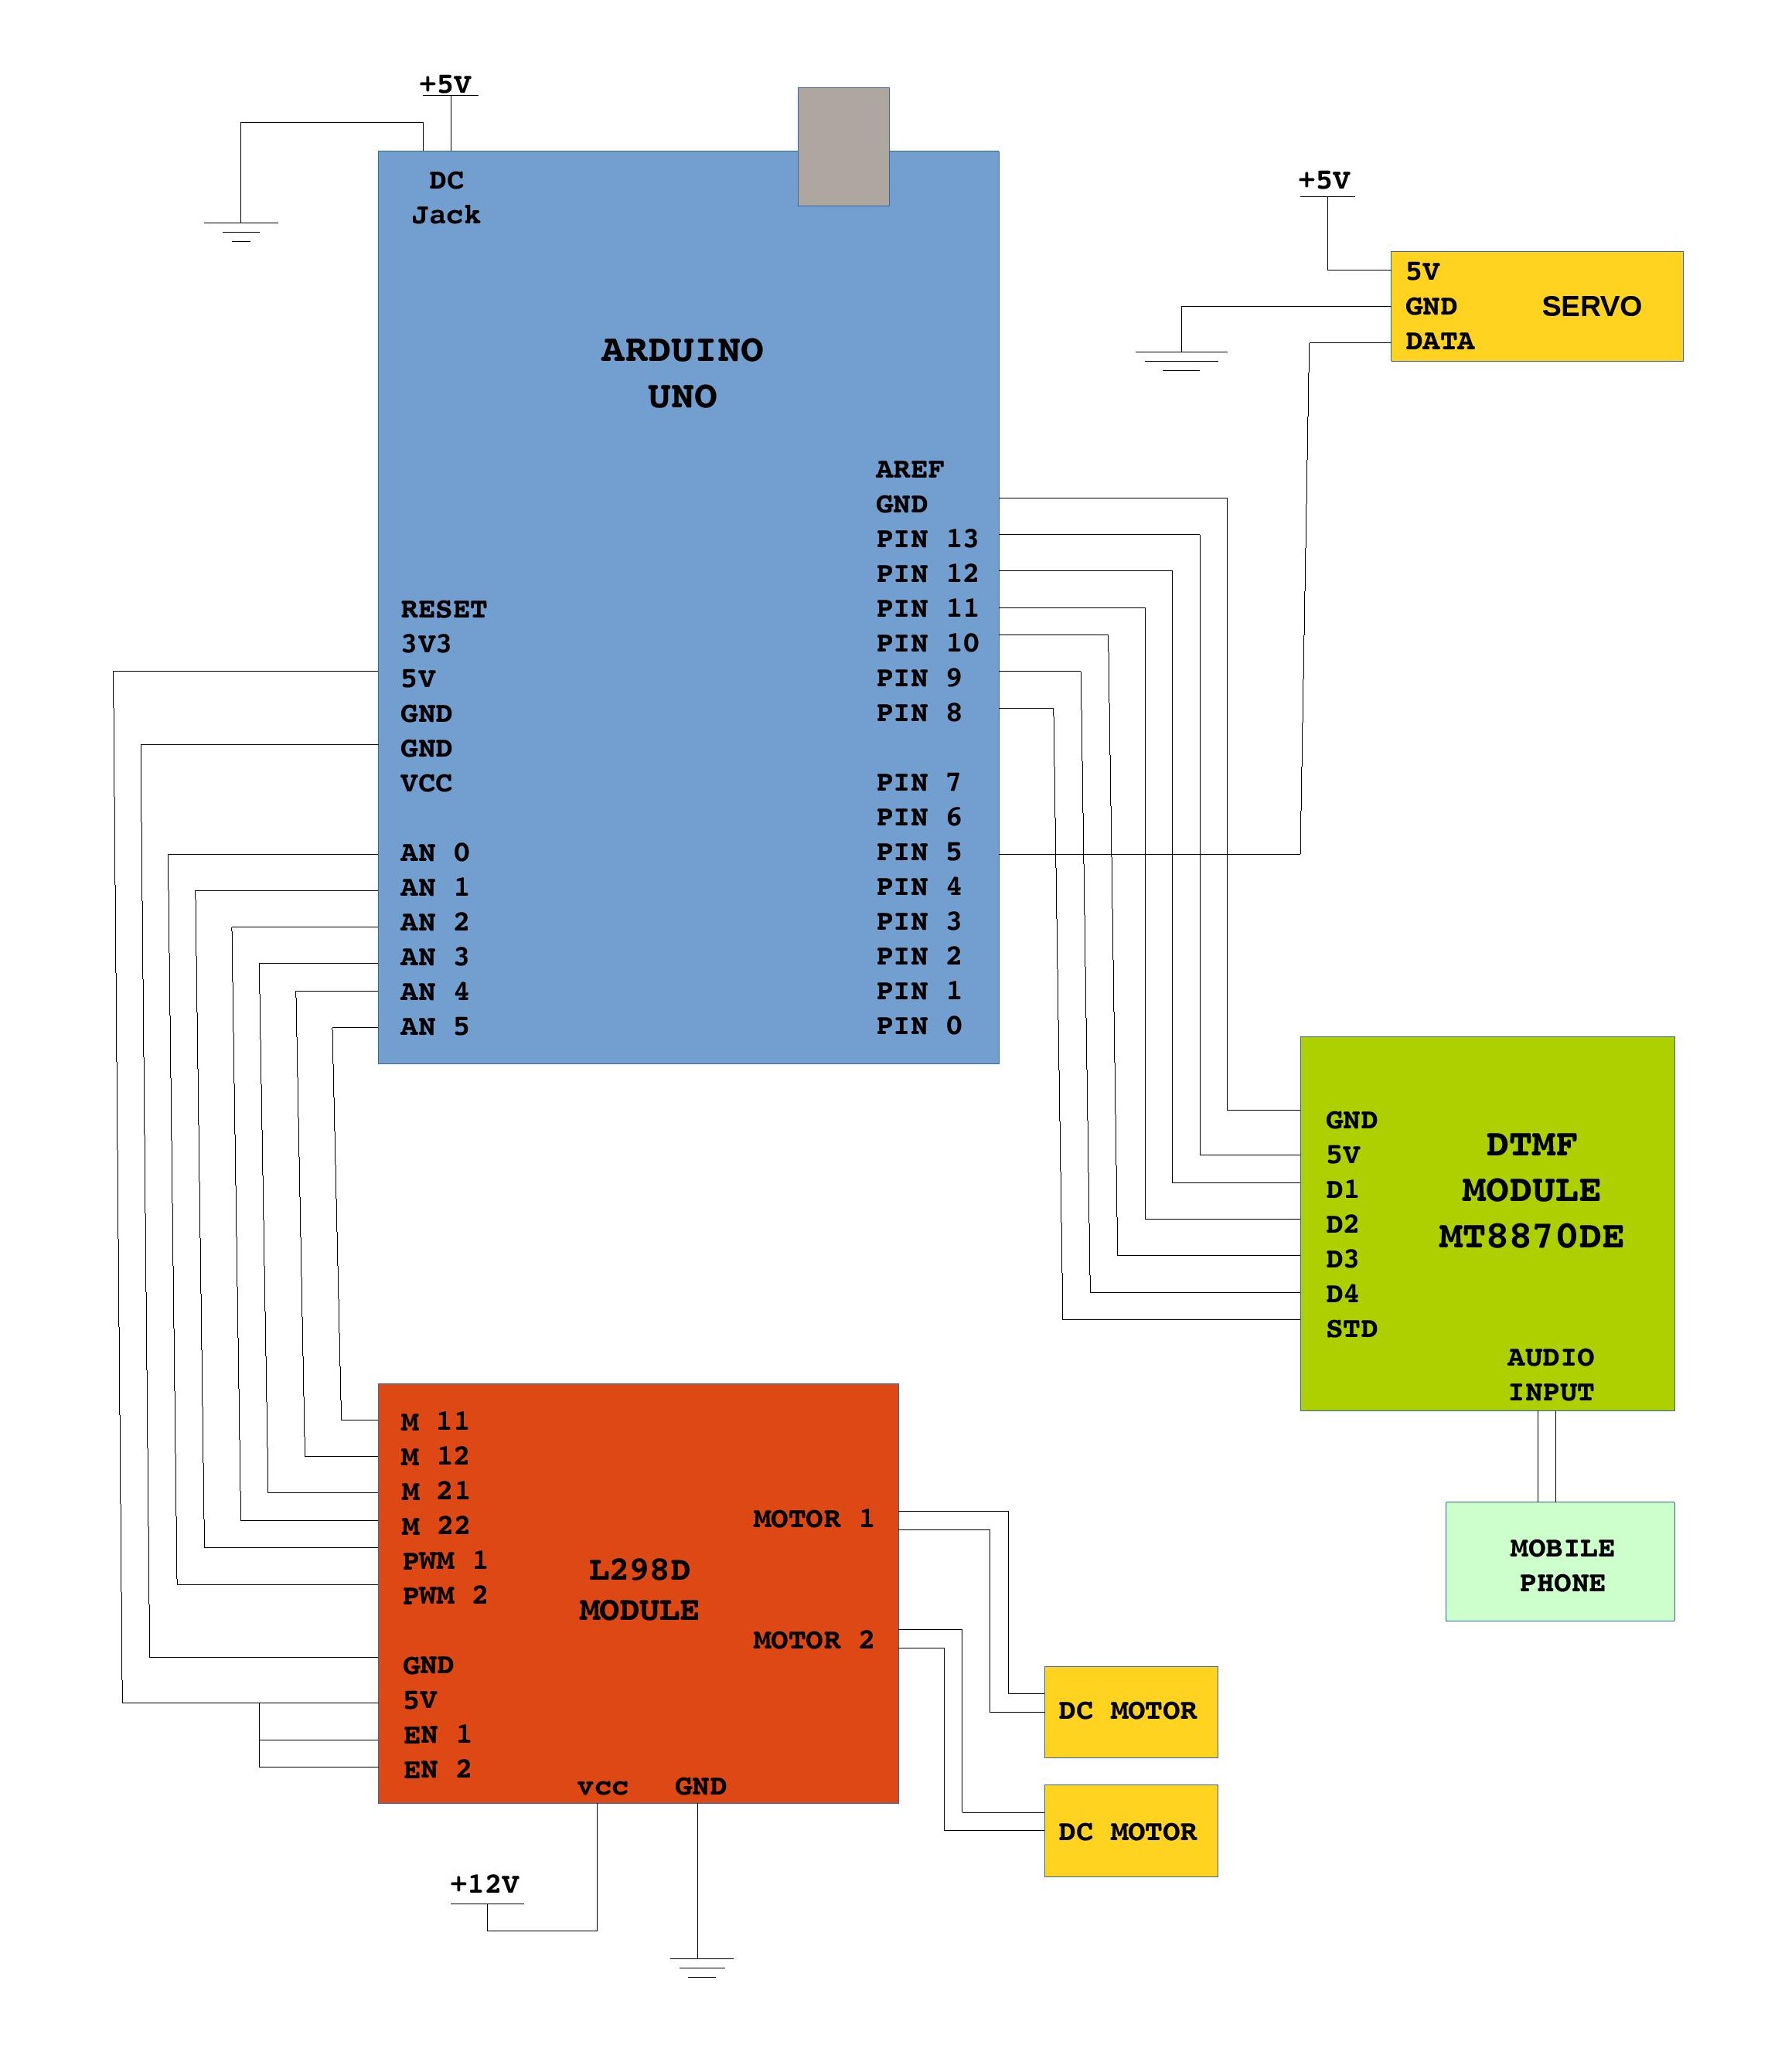 +5V
DC
Jack
ARDUINO
UNO
+5V
5V
GND
DATA
SERVO
AREF
GND
PIN 13
PIN 12
PIN 11
PIN 10
PIN 9
PIN 8
PIN 7
PIN 6
PIN 5
PIN 4
PIN 3
PIN 2
PIN 1
PIN 0
RESET
3V3
5V
GND
GND
VCC
AN 0
AN 1
AN 2
AN 3
AN 4
AN 5
GND
5V
D1
D2
D3
D4
STD
DTMF
MODULE
MT8870DE
AUDIO
INPUT
MOBILE
PHONE
M 11
M 12
M 21
M 22
PWM 1
PWM 2
GND
5V
EN 1
EN 2
L298D
MODULE
MOTOR 1
MOTOR 2
vcc GND
DC MOTOR
DC MOTOR
+12V